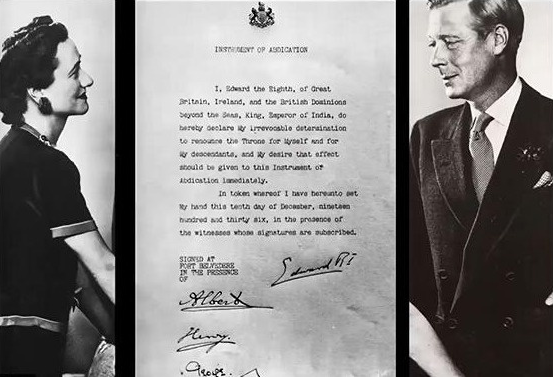 INSTRUMENT OF ABDICATION
I, Edward the Eighth, of Great
Britain, Ireland, and the British Dominions
beyond the Seas, King, Emperor of India, do
hereby declare My irrevocable determination
to renounce the Throne for Myself and for
My descendants, and My desire that effect
should be given to this Instrument of
Abdication immediately.
In token whereof I have hereunto set
My hand this tenth day of December, nineteen
hundred and thirty six, in the presence of
the witnesses whose signatures are subscribed.
SIGNED AT
FORT BELVEDERE
IN THE PRESENCE
OF
Edward RI
Albert
Henry.
George.